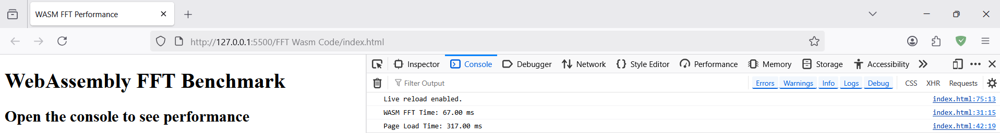 WASM FFT Performance
http://127.0.0.1:5500/FFT Wasm Code/index.html
WebAssembly FFT Benchmark
Open the console to see performance
Inspector Console Debugger Network Style Editor Performance Memory Storage Accessibility
Filter Output Errors Warnings Info Logs Debug CSS XHR Requests
Live reload enabled. index.html:75:13
WASM FFT Time: 67.00 ms index.html:31:15
Page Load Time: 317.00 ms index.html:42:19